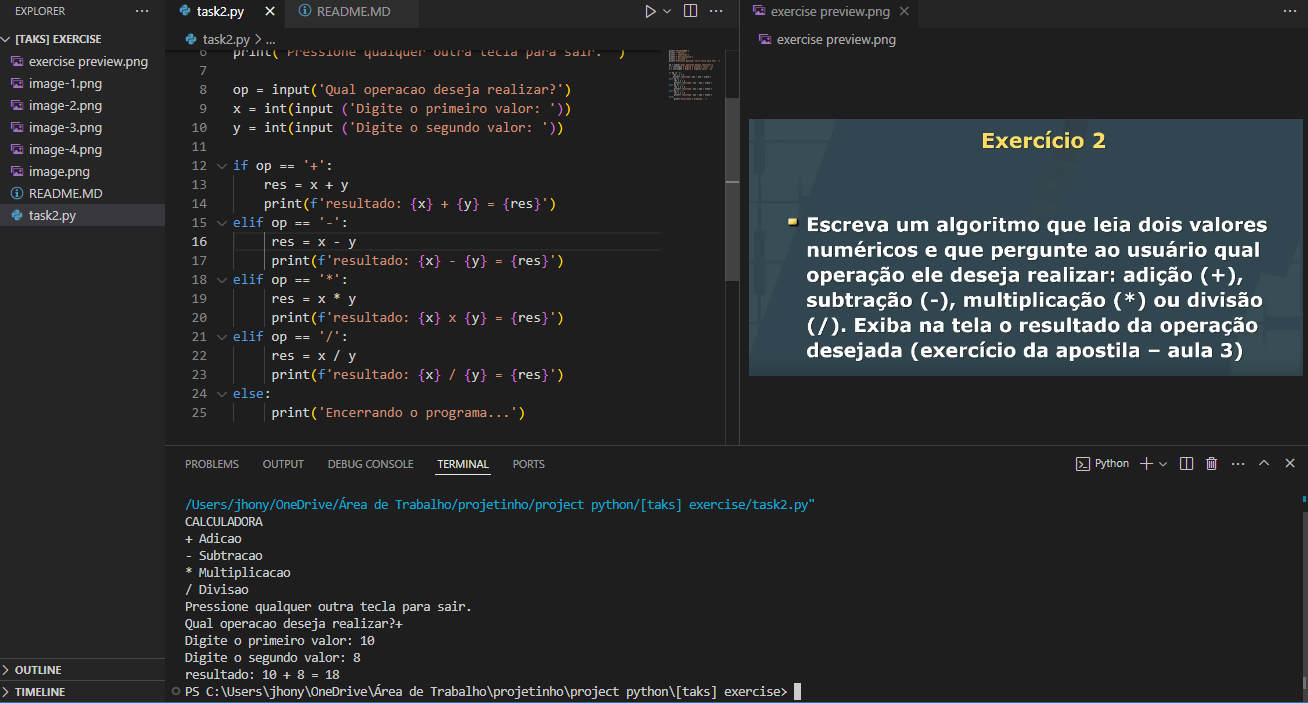 EXPLORER
[TAKS] EXERCISE
exercise preview.png
image-1.png
image-2.png
image-3.png
image-4.png
image.png
README.MD
task2.py
OUTLINE
TIMELINE
task2.py
README.MD
task2.py > ...
6 print('Pressione qualquer outra tecla para sair. ')
7
8 op = input('Qual operacao deseja realizar?')
9 x = int(input ('Digite o primeiro valor: '))
10 y = int(input ('Digite o segundo valor: '))
11
12 if op == '+':
13 res = x + y
14 print(f'resultado: {x} + {y} = {res}')
15 elif op == '-':
16 res = x - y
17 print(f'resultado: {x} - {y} = {res}')
18 elif op == '*':
19 res = x * y
20 print(f'resultado: {x} x {y} = {res}')
21 elif op == '/':
22 res = x / y
23 print(f'resultado: {x} / {y} = {res}')
24 else:
25 print('Encerrando o programa...')
exercise preview.png
exercise preview.png
Exercício 2
Escreva um algoritmo que leia dois valores
numéricos e que pergunte ao usuário qual
operação ele deseja realizar: adição (+),
subtração (-), multiplicação (*) ou divisão
(/). Exiba na tela o resultado da operação
desejada (exercício da apostila – aula 3)
PROBLEMS OUTPUT DEBUG CONSOLE TERMINAL PORTS
Python
/Users/jhony/OneDrive/Área de Trabalho/projetinho/project python/[taks] exercise/task2.py"
CALCULADORA
+ Adicao
- Subtracao
* Multiplicacao
/ Divisao
Pressione qualquer outra tecla para sair.
Qual operacao deseja realizar?+
Digite o primeiro valor: 10
Digite o segundo valor: 8
resultado: 10 + 8 = 18
PS C:\Users\jhony\OneDrive\Área de Trabalho\projetinho\project python\[taks] exercise>